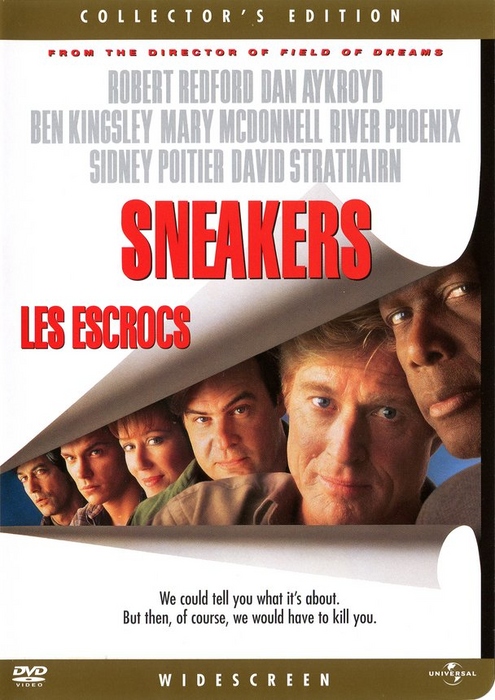 COLLECTOR'S EDITION
FROM THE DIRECTOR OF FIELD OF DREAMS
ROBERT REDFORD DAN AYKROYD
BEN KINGSLEY MARY MCDONNELL RIVER PHOENIX
SIDNEY POITIER DAVID STRATHAIRN
SNEAKERS
LES ESCROCS
We could tell you what it's about.
But then, of course, we would have to kill you.
DVD
VIDEO
WIDESCREEN
UNIVERSAL